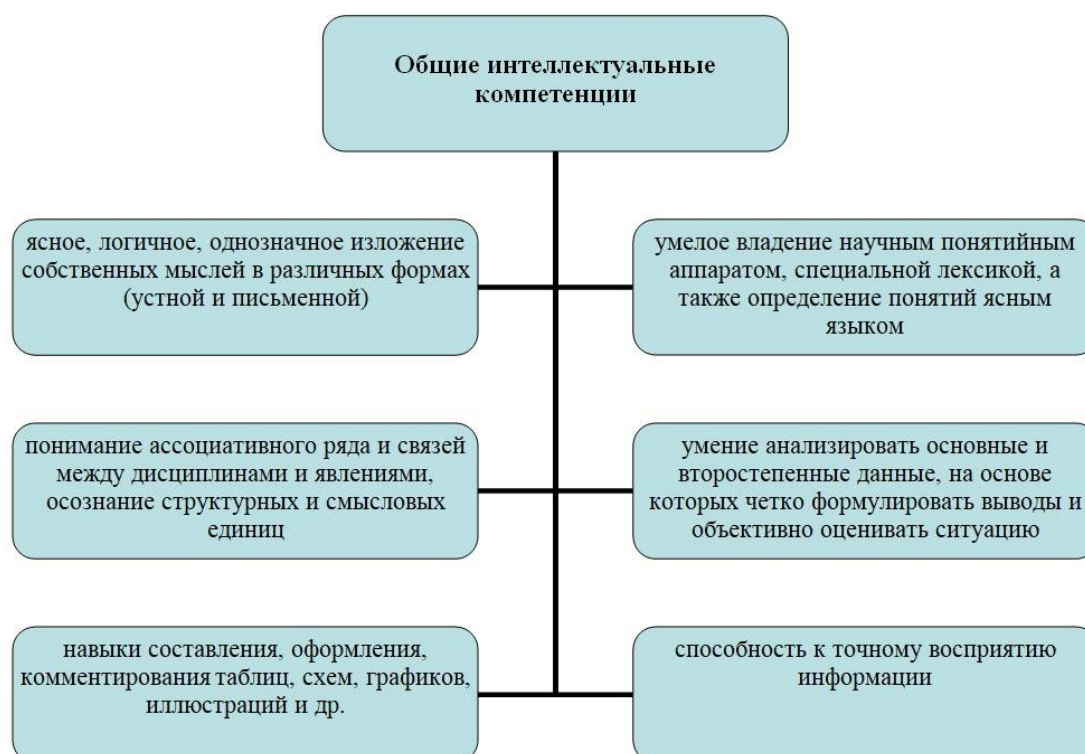 Общие интеллектуальные
компетенции
ясное, логичное, однозначное изложение
собственных мыслей в различных формах
(устной и письменной)
умелое владение научным понятийным
аппаратом, специальной лексикой, а
также определение понятий ясным
языком
понимание ассоциативного ряда и связей
между дисциплинами и явлениями,
осознание структурных и смысловых
единиц
умение анализировать основные и
второстепенные данные, на основе
которых четко формулировать выводы и
объективно оценивать ситуацию
навыки составления, оформления,
комментирования таблиц, схем, графиков,
иллюстраций и др.
способность к точному восприятию
информации